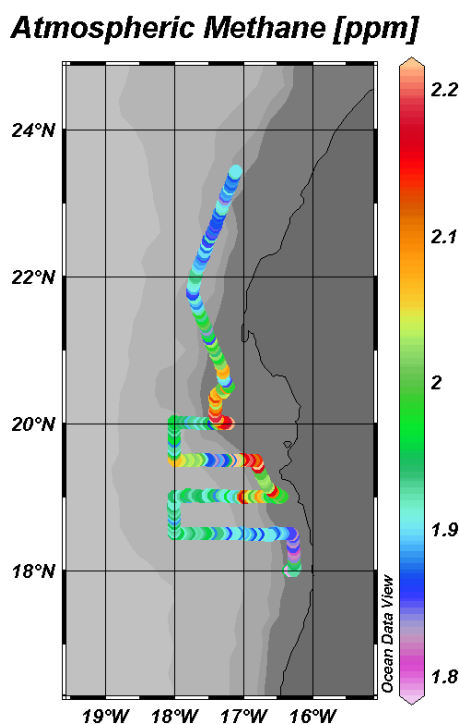 Atmospheric Methane [ppm]
24°N
22°N
20°N
18°N
19°W
18°W
17°W
16°W
2.2
2.1
2
1.9
1.8
Ocean Data View